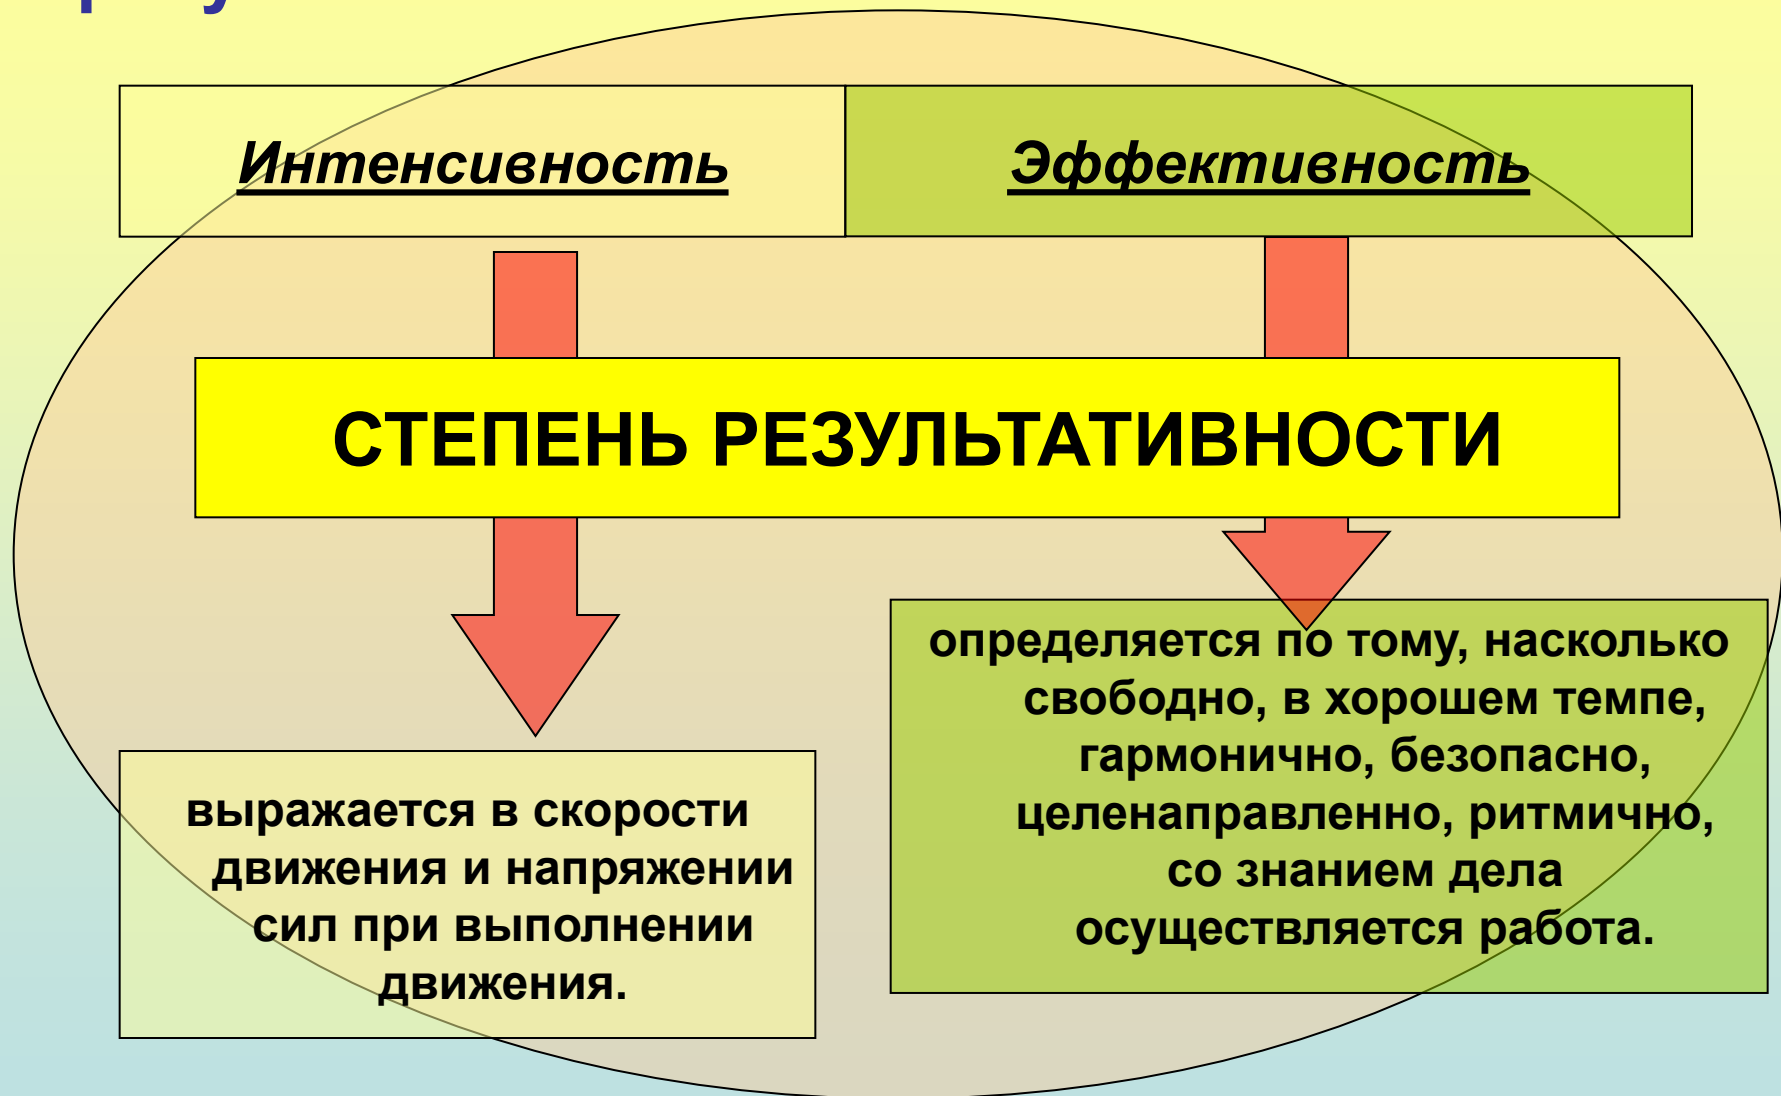 Интенсивность
Эффективность
СТЕПЕНЬ РЕЗУЛЬТАТИВНОСТИ
выражается в скорости
движения и напряжении
сил при выполнении
движения.
определяется по тому, насколько
свободно, в хорошем темпе,
гармонично, безопасно,
целенаправленно, ритмично,
со знанием дела
осуществляется работа.